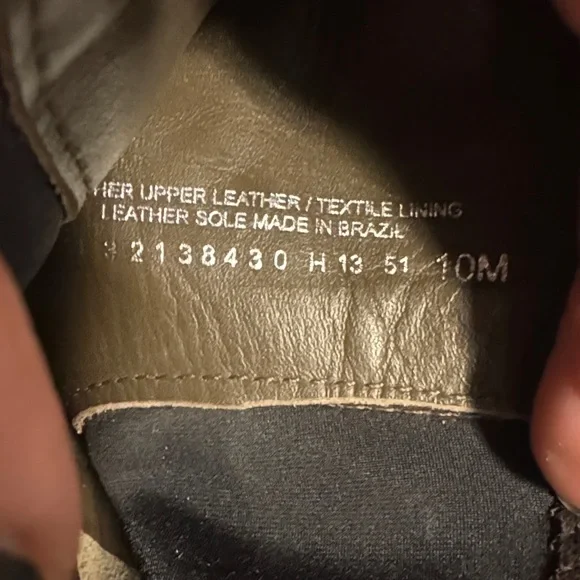 HER UPPER LEATHER / TEXTILE LINING
LEATHER SOLE MADE IN BRAZIL
2138430 H 13 51 10M